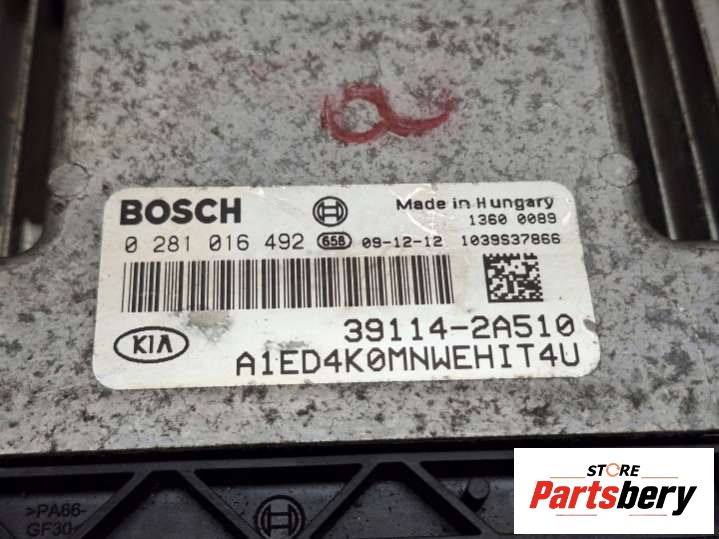 BOSCH
Made in Hungary
1360 0089
0 281 016 492 656 09-12-12 1039S37866
KIA
39114-2A510
A1ED4K0MNWEHIT4U
>PA66-
GF30<
STORE
Partsbery